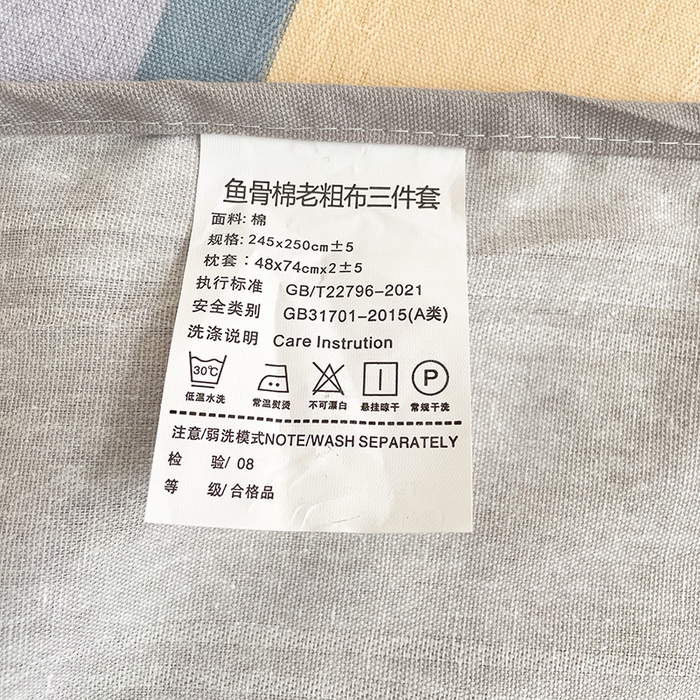 鱼骨棉老粗布三件套
面料: 棉
规格: 245x250cm±5
枕套：48x74cmx2±5
执行标准 GB/T22796-2021
安全类别 GB31701-2015(A类)
洗涤说明 Care Instrution
30℃ P
低温水洗 常温熨烫 不可漂白 悬挂晾干 常规干洗
注意/弱洗模式NOTE/WASH SEPARATELY
检 验/ 08
等 级/ 合格品